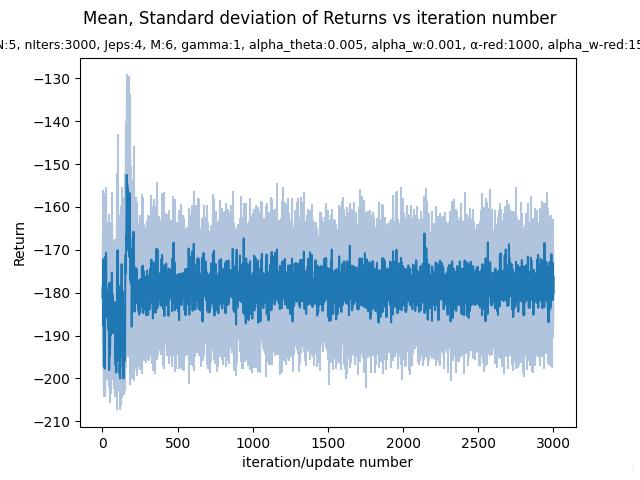 Mean, Standard deviation of Returns vs iteration number
N:5, nIters:3000, Jeps:4, M:6, gamma:1, alpha_theta:0.005, alpha_w:0.001, α-red:1000, alpha_w-red:15
−130
−140
−150
−160
−170
−180
−190
−200
−210
Return
0 500 1000 1500 2000 2500 3000
iteration/update number